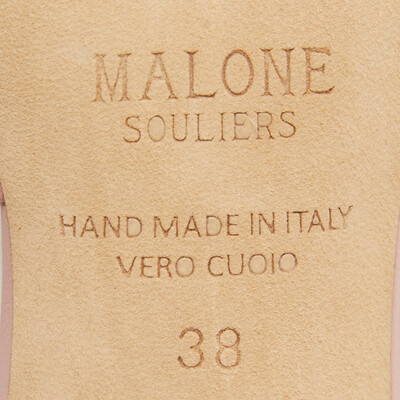 MALONE
SOULIERS
HAND MADE IN ITALY
VERO CUOIO
38